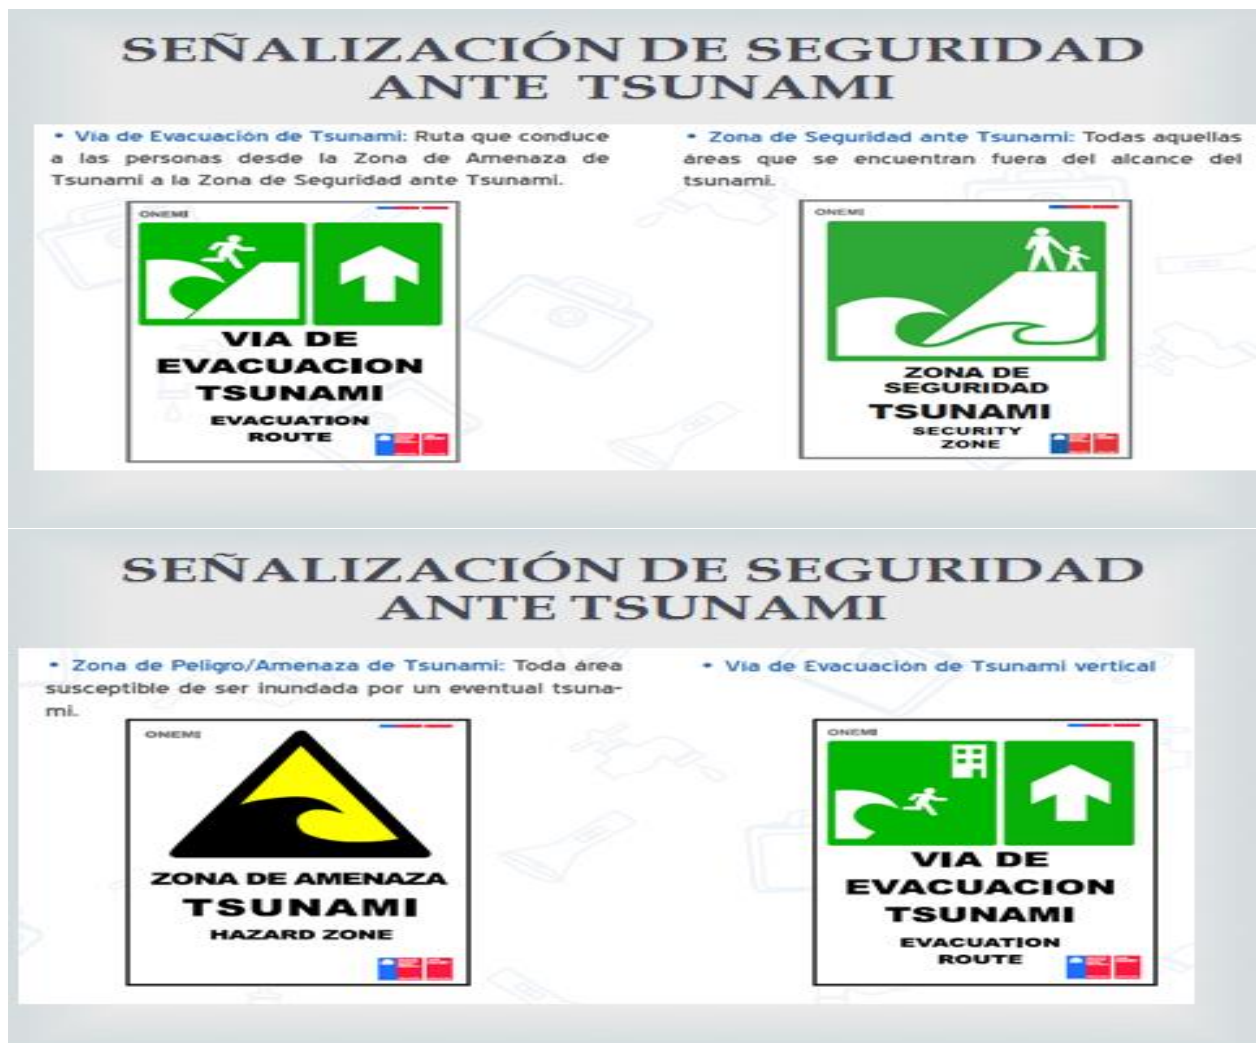 SEÑALIZACIÓN DE SEGURIDAD
ANTE TSUNAMI
• Vía de Evacuación de Tsunami: Ruta que conduce
a las personas desde la Zona de Amenaza de
Tsunami a la Zona de Seguridad ante Tsunami.
ONEMI
VIA DE
EVACUACION
TSUNAMI
EVACUATION
ROUTE
• Zona de Seguridad ante Tsunami: Todas aquellas
áreas que se encuentran fuera del alcance del
tsunami.
ONEMI
ZONA DE
SEGURIDAD
TSUNAMI
SECURITY
ZONE
SEÑALIZACIÓN DE SEGURIDAD
ANTE TSUNAMI
• Zona de Peligro/Amenaza de Tsunami: Toda área
susceptible de ser inundada por un eventual tsuna-
mi.
ONEMI
ZONA DE AMENAZA
TSUNAMI
HAZARD ZONE
• Vía de Evacuación de Tsunami vertical
ONEMI
VIA DE
EVACUACION
TSUNAMI
EVACUATION
ROUTE